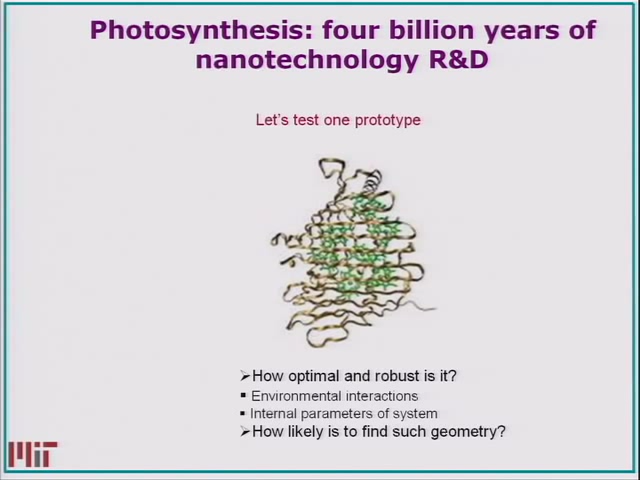 Photosynthesis: four billion years of
nanotechnology R&D
Let's test one prototype
➢How optimal and robust is it?
▪ Environmental interactions
▪ Internal parameters of system
➢How likely is to find such geometry?
MIT